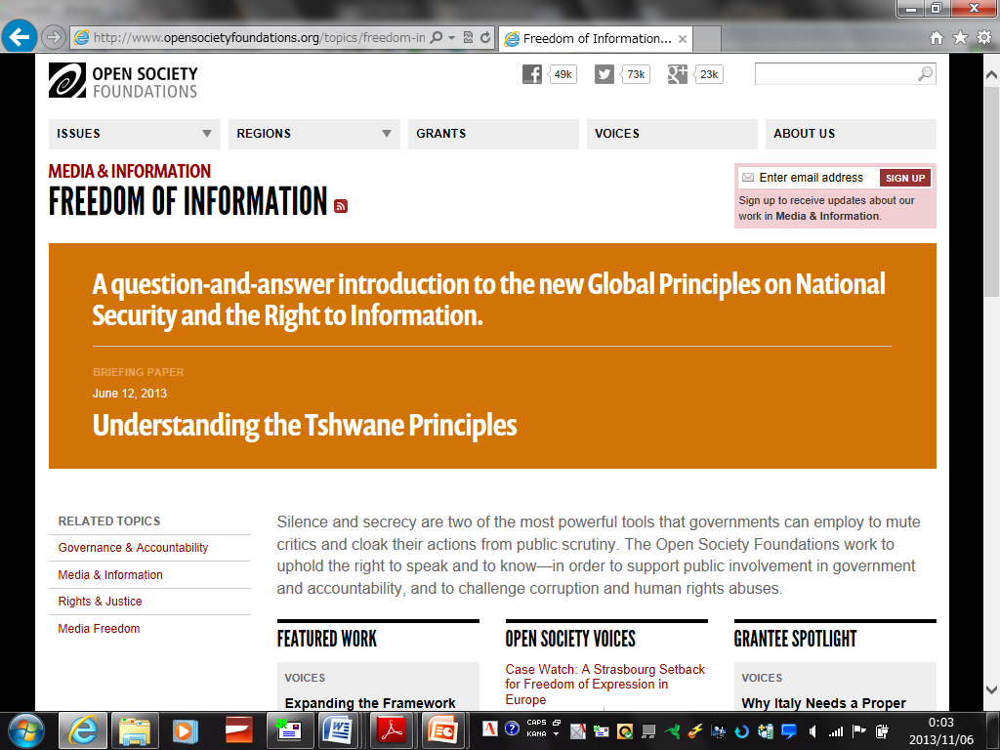 http://www.opensocietyfoundations.org/topics/freedom-in
Freedom of Information...
OPEN SOCIETY
FOUNDATIONS
49k
73k
23k
ISSUES
REGIONS
GRANTS
VOICES
ABOUT US
MEDIA & INFORMATION
FREEDOM OF INFORMATION
Enter email address
SIGN UP
Sign up to receive updates about our
work in Media & Information.
A question-and-answer introduction to the new Global Principles on National
Security and the Right to Information.
BRIEFING PAPER
June 12, 2013
Understanding the Tshwane Principles
RELATED TOPICS
Governance & Accountability
Media & Information
Rights & Justice
Media Freedom
Silence and secrecy are two of the most powerful tools that governments can employ to mute
critics and cloak their actions from public scrutiny. The Open Society Foundations work to
uphold the right to speak and to know—in order to support public involvement in government
and accountability, and to challenge corruption and human rights abuses.
FEATURED WORK
VOICES
Expanding the Framework
OPEN SOCIETY VOICES
Case Watch: A Strasbourg Setback
for Freedom of Expression in
Europe
GRANTEE SPOTLIGHT
VOICES
Why Italy Needs a Proper
A
CAPS
KANA
0:03
2013/11/06